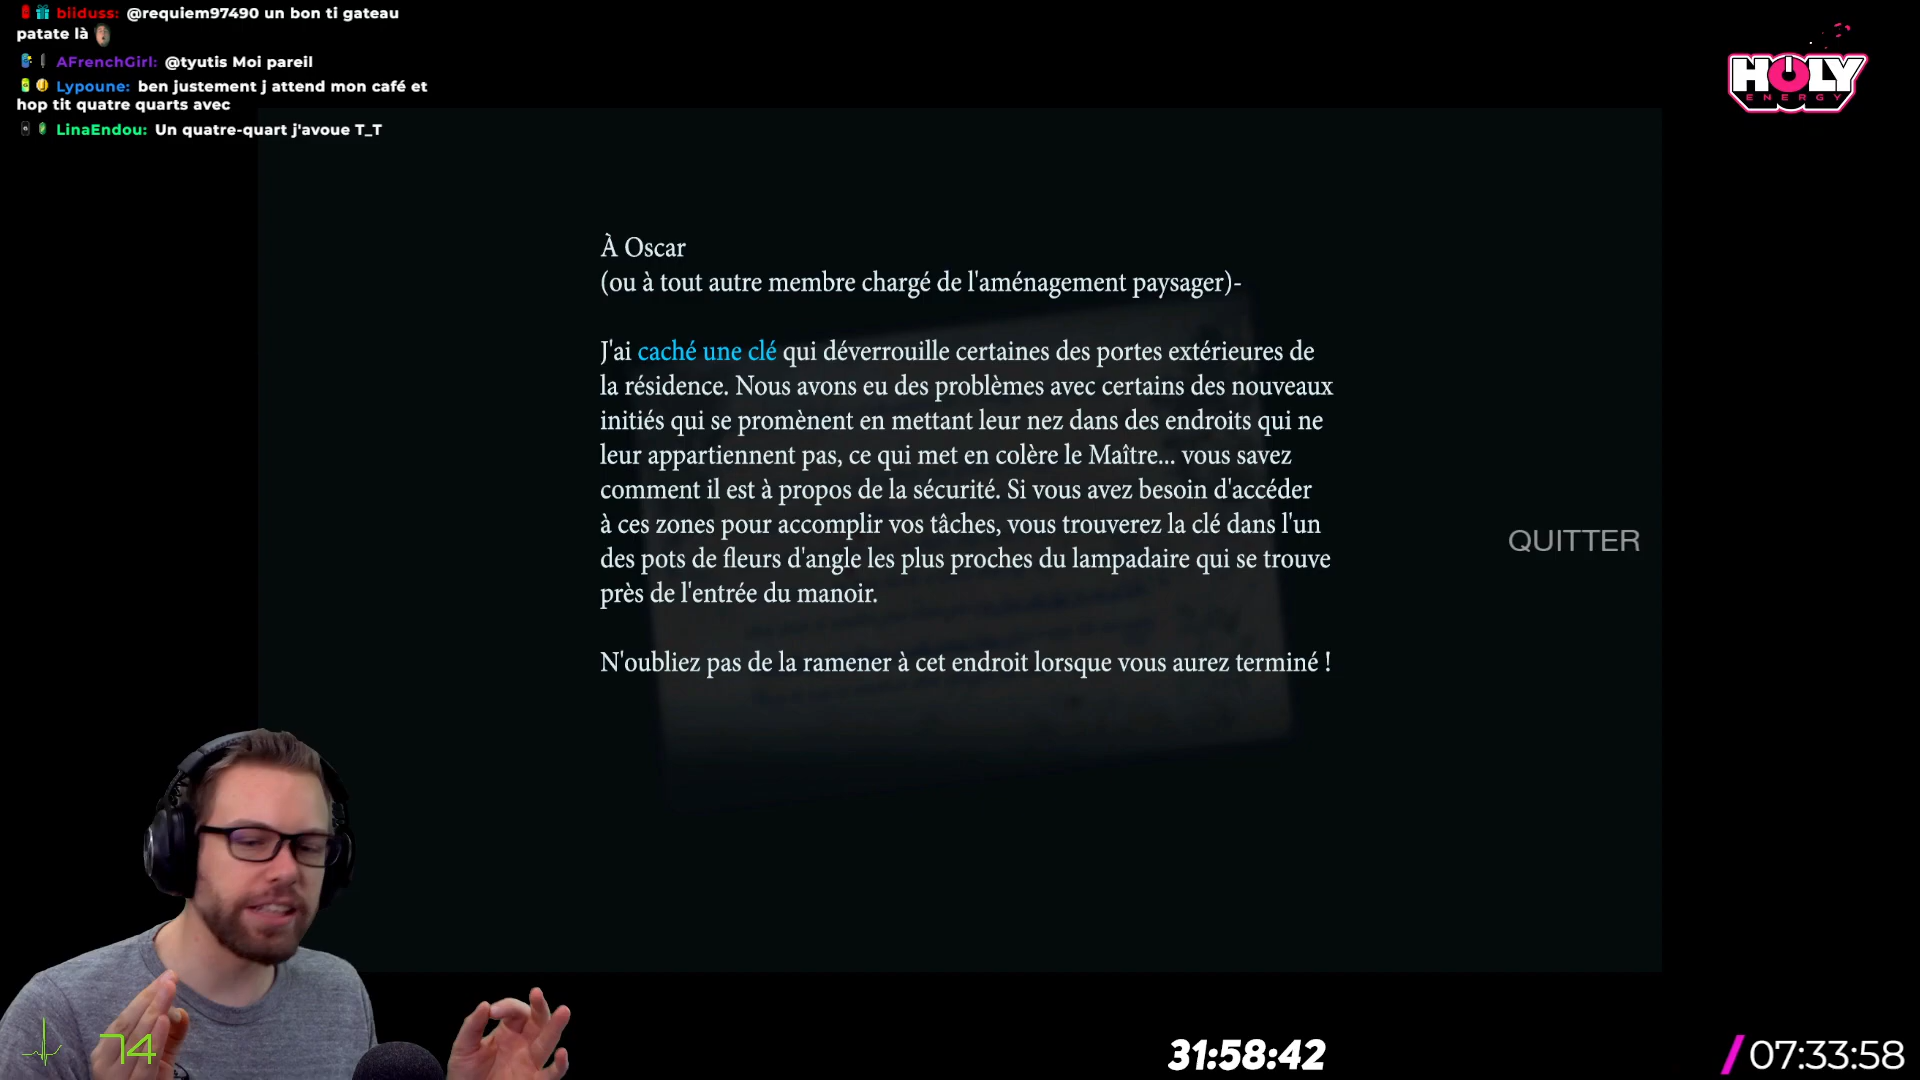 biiduss: @requiem97490 un bon ti gateau
patate là
AFrenchGirl: @tyutis Moi pareil
Lypoune: ben justement j attend mon café et
hop tit quatre quarts avec
LinaEndou: Un quatre-quart j'avoue T_T
HOLY
ENERGY
À Oscar
(ou à tout autre membre chargé de l'aménagement paysager)-
J'ai caché une clé qui déverrouille certaines des portes extérieures de
la résidence. Nous avons eu des problèmes avec certains des nouveaux
initiés qui se promènent en mettant leur nez dans des endroits qui ne
leur appartiennent pas, ce qui met en colère le Maître... vous savez
comment il est à propos de la sécurité. Si vous avez besoin d'accéder
à ces zones pour accomplir vos tâches, vous trouverez la clé dans l'un
des pots de fleurs d'angle les plus proches du lampadaire qui se trouve
près de l'entrée du manoir.
N'oubliez pas de la ramener à cet endroit lorsque vous aurez terminé !
QUITTER
74
31:58:42
07:33:58